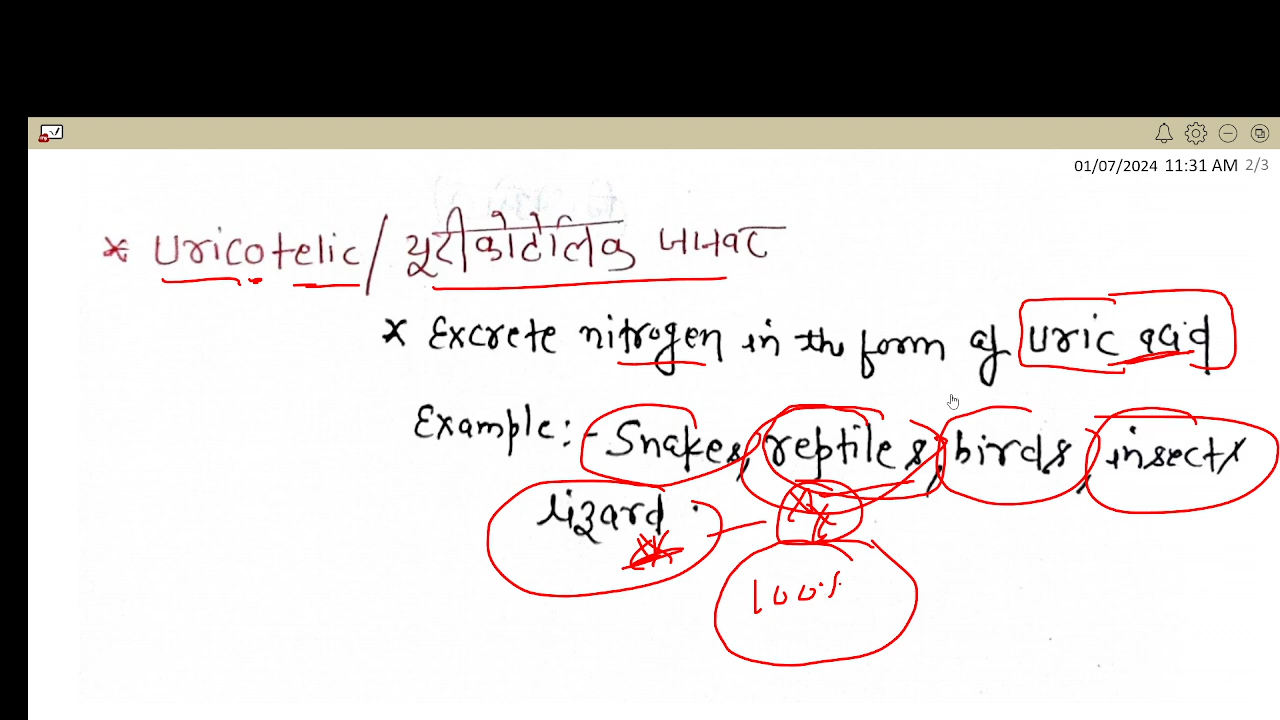 01/07/2024 11:31 AM 2/3
* Uricotelic / यूरीकोटेलिक जानवर
* Excrete nitrogen in the form of uric acid
Example:- Snakes, reptiles, birds, insects
lizard.
100%